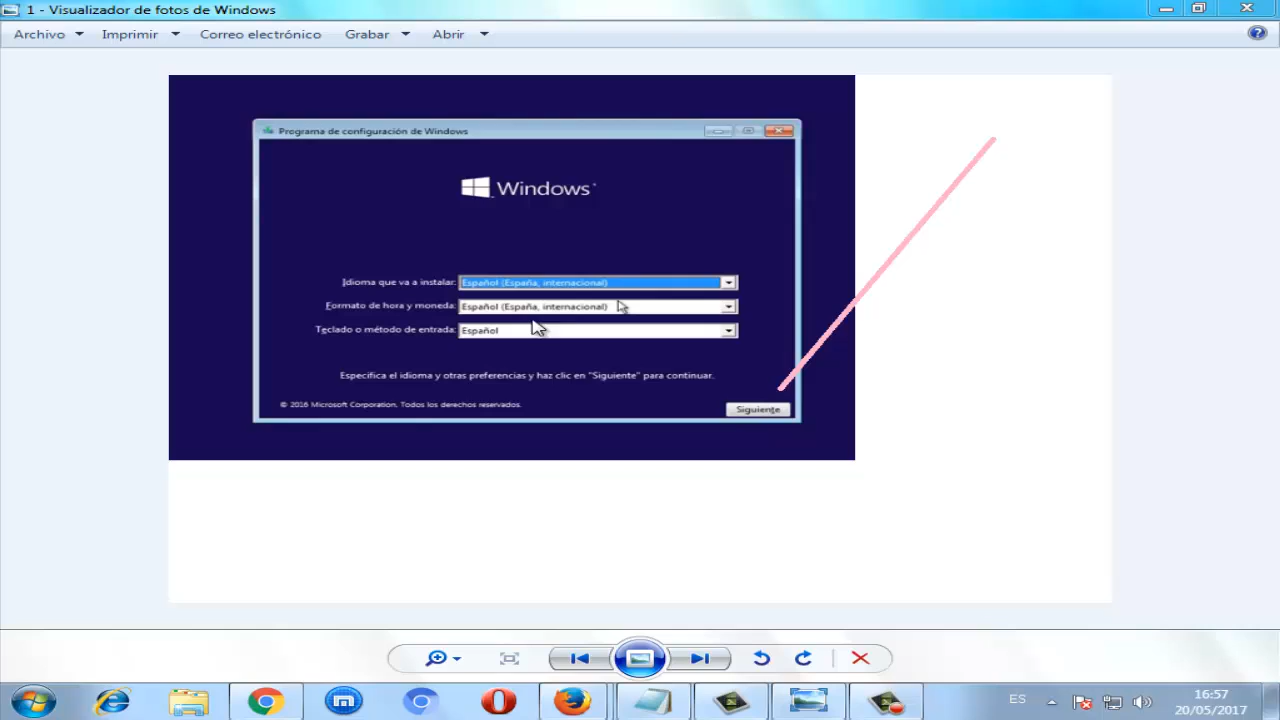 1 - Visualizador de fotos de Windows
Archivo Imprimir Correo electrónico Grabar Abrir
Programa de configuración de Windows
Windows
Idioma que va a instalar: Español (España, internacional)
Formato de hora y moneda: Español (España, internacional)
Teclado o método de entrada: Español
Especifica el idioma y otras preferencias y haz clic en "Siguiente" para continuar.
© 2016 Microsoft Corporation. Todos los derechos reservados.
Siguiente
ES
16:57
20/05/2017